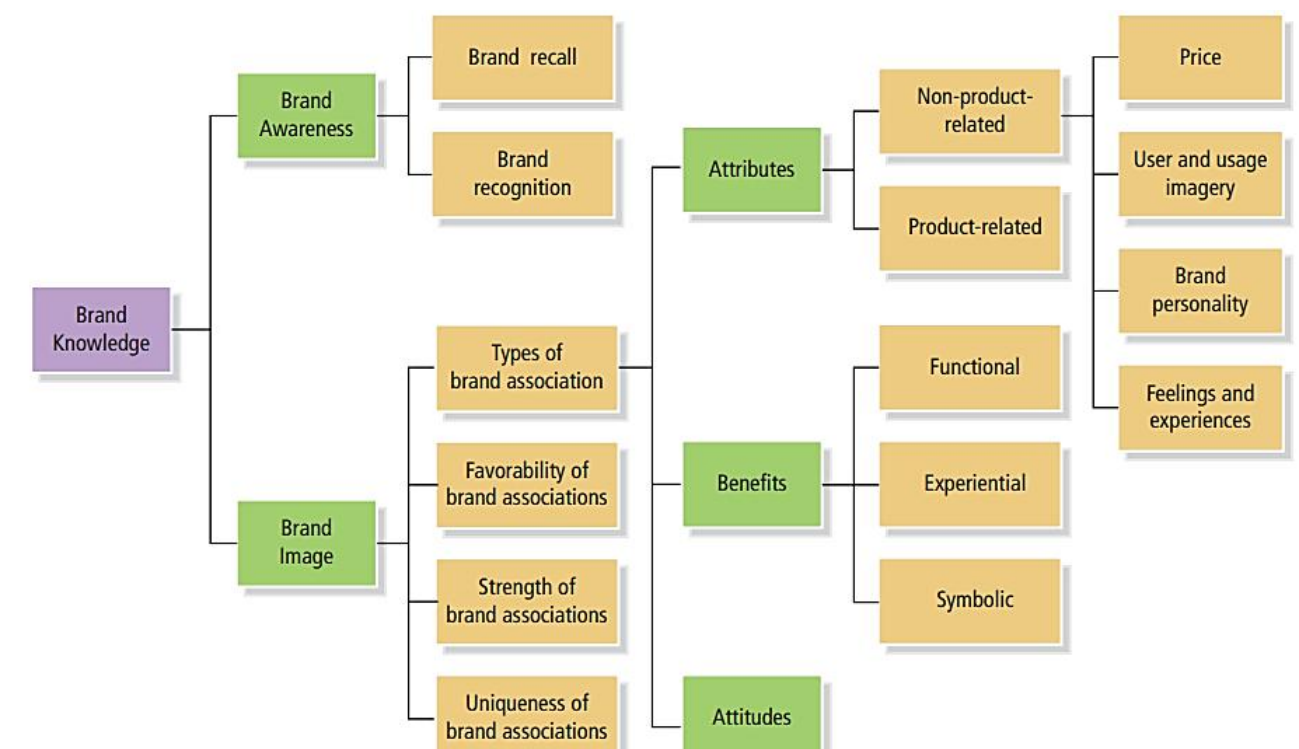 Brand
Knowledge
Brand
Awareness
Brand recall
Brand
recognition
Brand
Image
Types of
brand association
Favorability of
brand associations
Strength of
brand associations
Uniqueness of
brand associations
Attributes
Non-product-
related
Product-related
Price
User and usage
imagery
Brand
personality
Feelings and
experiences
Benefits
Functional
Experiential
Symbolic
Attitudes